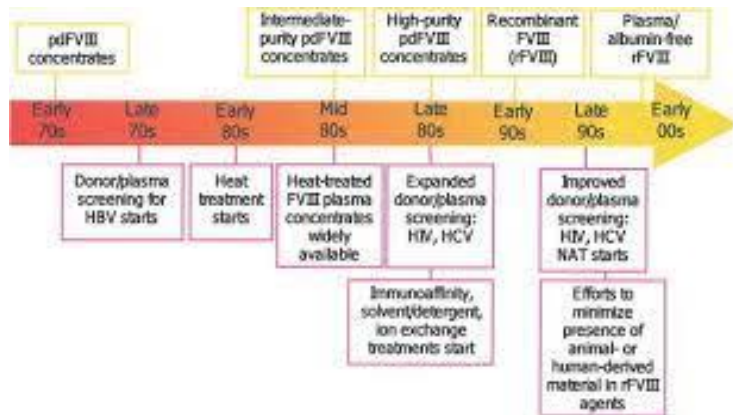 pdFVIII
concentrates
Intermediate-
purity pdFVIII
concentrates
High-purity
pdFVIII
concentrates
Recombinant
FVIII
(rFVIII)
Plasma/
albumin-free
rFVIII
Early
70s
Late
70s
Early
80s
Mid
80s
Late
80s
Early
90s
Late
90s
Early
00s
Donor/plasma
screening for
HBV starts
Heat
treatment
starts
Heat-treated
FVIII plasma
concentrates
widely
available
Expanded
donor/plasma
screening:
HIV, HCV
Improved
donor/plasma
screening:
HIV, HCV
NAT starts
Immunoaffinity,
solvent/detergent,
ion exchange
treatments start
Efforts to
minimize
presence of
animal- or
human-derived
material in rFVIII
agents